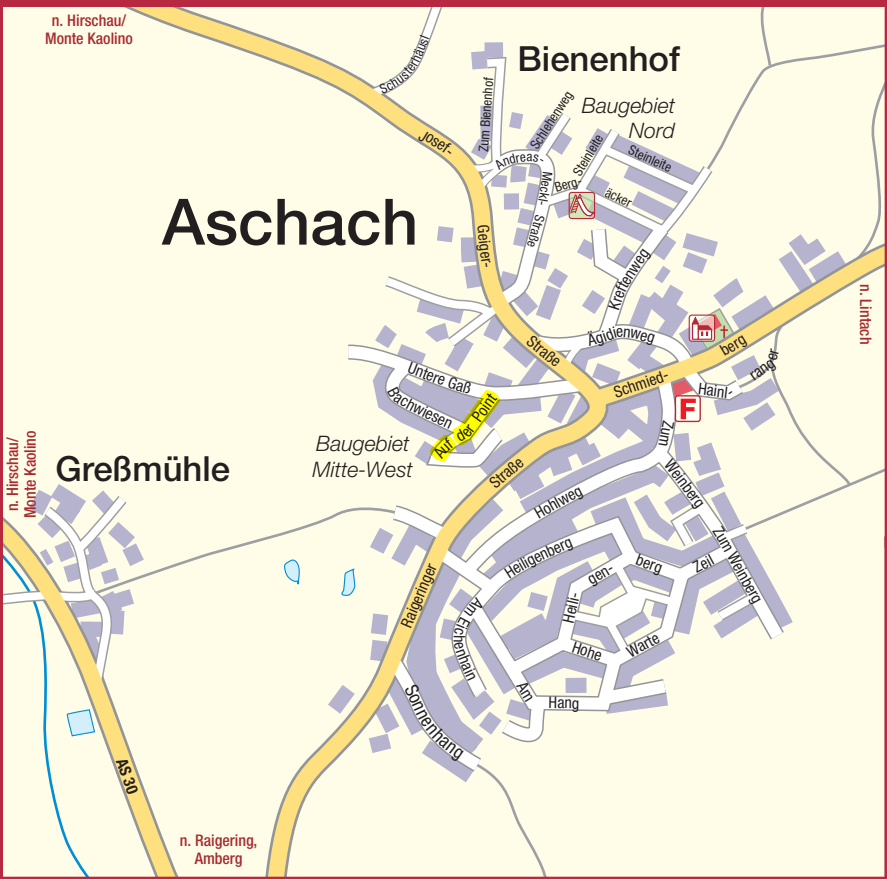 n. Hirschau/
Monte Kaolino
Schusterhäusl
Bienenhof
Zum Bienenhof
Schlehenweg
Baugebiet
Nord
Josef-
Andreas-
Steinleite
Steinleite
Meckl-
Straße
Berg-
äcker
Aschach
Geiger-
Kreftenweg
n. Lintach
Straße
Ägidienweg
berg
Schmied-
Hainl-
ranger
Untere Gaß
Bachwiesen
Auf der Point
F
Zum
Weinberg
Baugebiet
Mitte-West
Straße
n. Hirschau/
Monte Kaolino
Greßmühle
Hohlweg
Zum Weinberg
Heiligenberg
berg
Zeil
Heili-
gen-
Raigeringer
Am Eichenhain
Hohe
Warte
Am
Hang
Sonnenhang
AS 30
n. Raigering,
Amberg